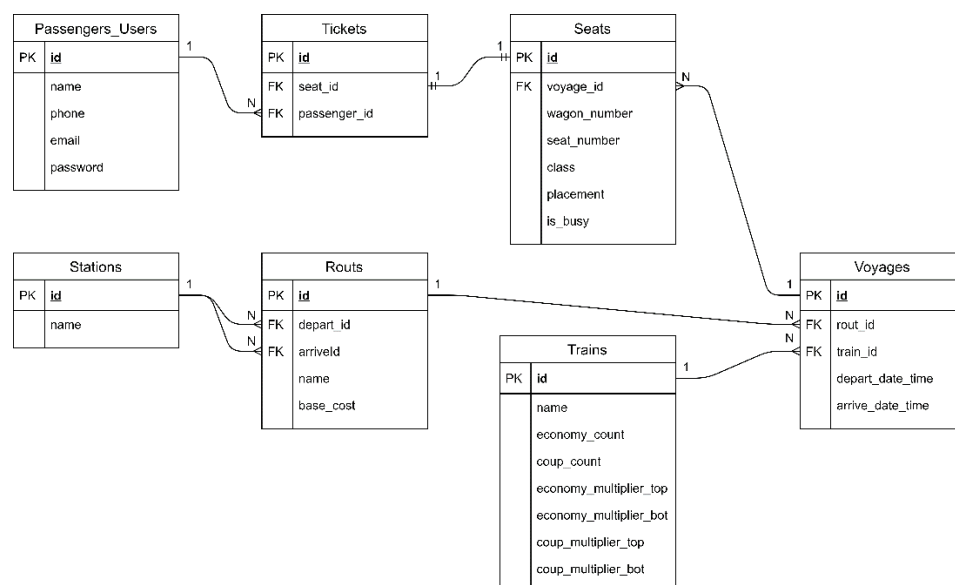 Passengers_Users
PK id
name
phone
email
password
1
N
Tickets
PK id
FK seat_id
FK passenger_id
1
1
Seats
PK id
FK voyage_id
wagon_number
seat_number
class
placement
is_busy
N
Stations
PK id
name
1
N
N
Routs
PK id
FK depart_id
FK arriveId
name
base_cost
1
Trains
PK id
name
economy_count
coup_count
economy_multiplier_top
economy_multiplier_bot
coup_multiplier_top
coup_multiplier_bot
1
1
N
N
Voyages
PK id
FK rout_id
FK train_id
depart_date_time
arrive_date_time